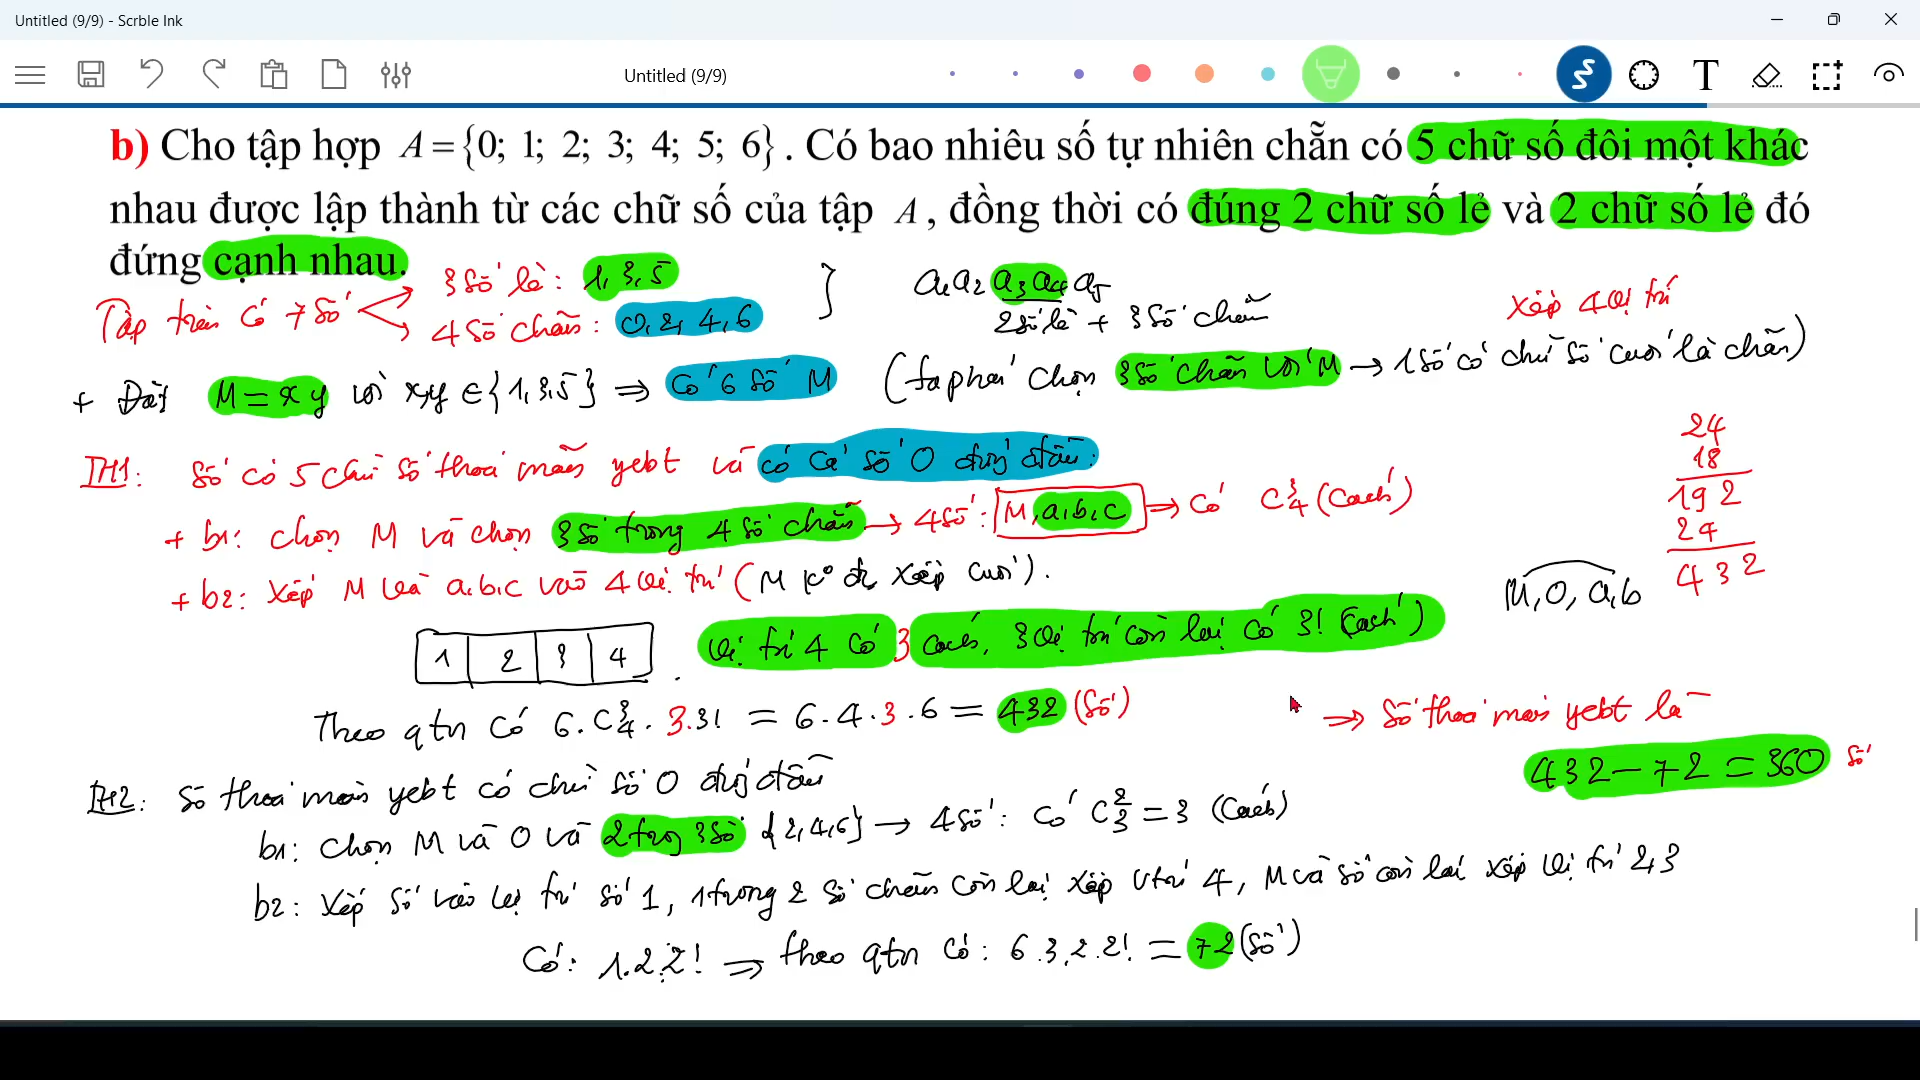 Untitled (9/9) - Scrble Ink
Untitled (9/9)
b) Cho tập hợp A = {0; 1; 2; 3; 4; 5; 6}. Có bao nhiêu số tự nhiên chẵn có 5 chữ số đôi một khác
nhau được lập thành từ các chữ số của tập A, đồng thời có đúng 2 chữ số lẻ và 2 chữ số lẻ đó
đứng cạnh nhau.
Tập trên có 7 số
3 số lẻ: 1, 3, 5
4 số chẵn: 0, 2, 4, 6
a1 a2 a3 a4 a5
2 số lẻ + 3 số chẵn
Xếp 4 vị trí
+ Đặt M = xy với x,y ∈ {1,3,5} ⇒ Có 6 số M
(ta phải chọn 3 số chẵn với M → 1 số có chữ số cuối là chẵn)
TH1: Số có 5 chữ số thoả mãn yebt và có cả số 0 đứng đầu:
+ b1: chọn M và chọn 3 số trong 4 số chẵn → 4 số: M, a, b, c → có C₄³ (cách)
+ b2: Xếp M và a, b, c vào 4 vị trí (M k° đc xếp cuối).
24
18
192
24
432
M, 0, a, b
1 2 3 4
Vị trí 4 có 3 cách, 3 vị trí còn lại có 3! (cách)
Theo qtn có 6. C₄³ . 3.3! = 6.4.3.6 = 432 (số)
⇒ số thoả mãn yebt là
432 – 72 = 360 số
TH2: Số thoả mãn yebt có chữ số 0 đứng đầu
b1: chọn M và 0 và 2 trong 3 số {2,4,6} → 4 số: có C₃² = 3 (cách)
b2: Xếp số vào vị trí số 1, 1 trong 2 số chẵn còn lại xếp vtrí 4, M và số còn lại xếp vị trí 2,3
Có: 1.2.2! ⇒ theo qtn có: 6.3.2.2! = 72 (số)